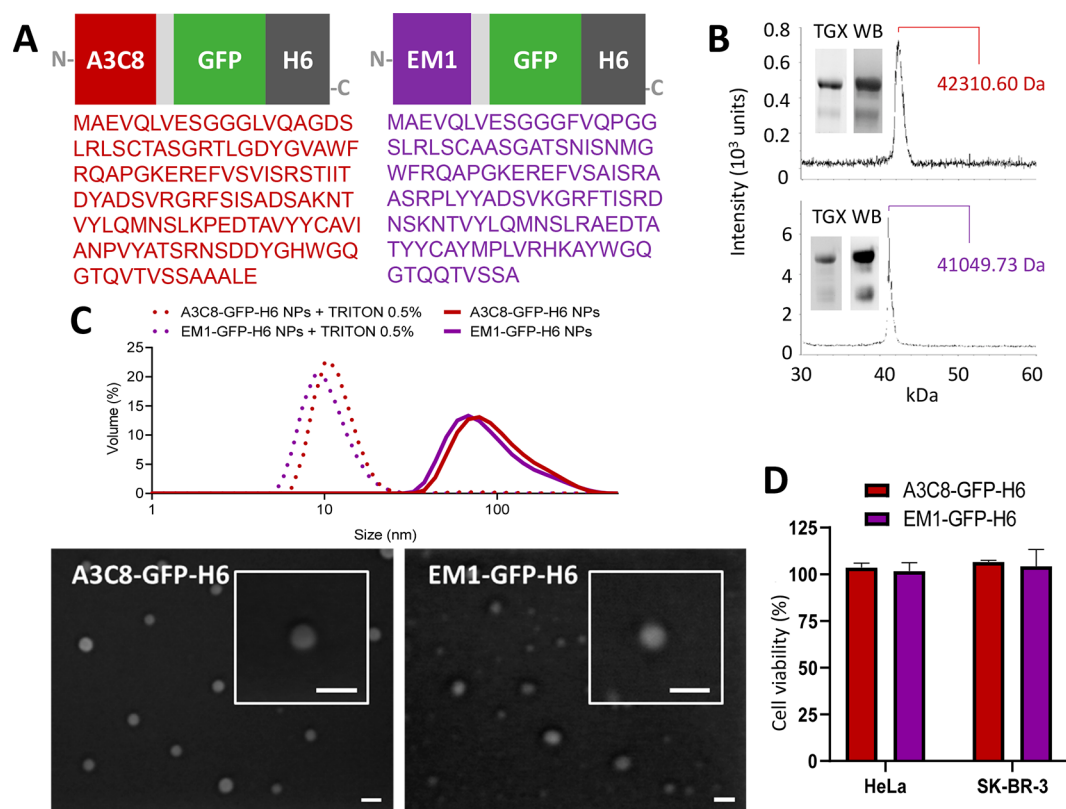 A
N-
A3C8
GFP
H6
-C
N-
EM1
GFP
H6
-C
MAEVQLVESGGGLVQAGDS
LRLSCTASGRTLGDYGVAWF
RQAPGKEREFVSVISRSTIIT
DYADSVRGRFSISADSAKNT
VYLQMNSLKPEDTAVYYCAVI
ANPVYATSRNSDDYGHWGQ
GTQVTVSSAAALE
MAEVQLVESGGGFVQPGG
SLRLSCAASGATSNISNMG
WFRQAPGKEREFVSAISRA
ASRPLYYADSVKGRFTISRD
NSKNTVYLQMNSLRAEDTA
TYYCAYMPLVRHKAYWGQ
GTQQTVSSA
B
Intensity (10³ units)
0.8
0.6
0.4
0.2
0
TGX WB
42310.60 Da
6
4
2
0
TGX WB
41049.73 Da
30 40 50 60
kDa
C
A3C8-GFP-H6 NPs + TRITON 0.5%
A3C8-GFP-H6 NPs
EM1-GFP-H6 NPs + TRITON 0.5%
EM1-GFP-H6 NPs
Volume (%)
25
20
15
10
5
0
1 10 100
Size (nm)
A3C8-GFP-H6
EM1-GFP-H6
D
A3C8-GFP-H6
EM1-GFP-H6
Cell viability (%)
125
100
75
50
25
0
HeLa SK-BR-3